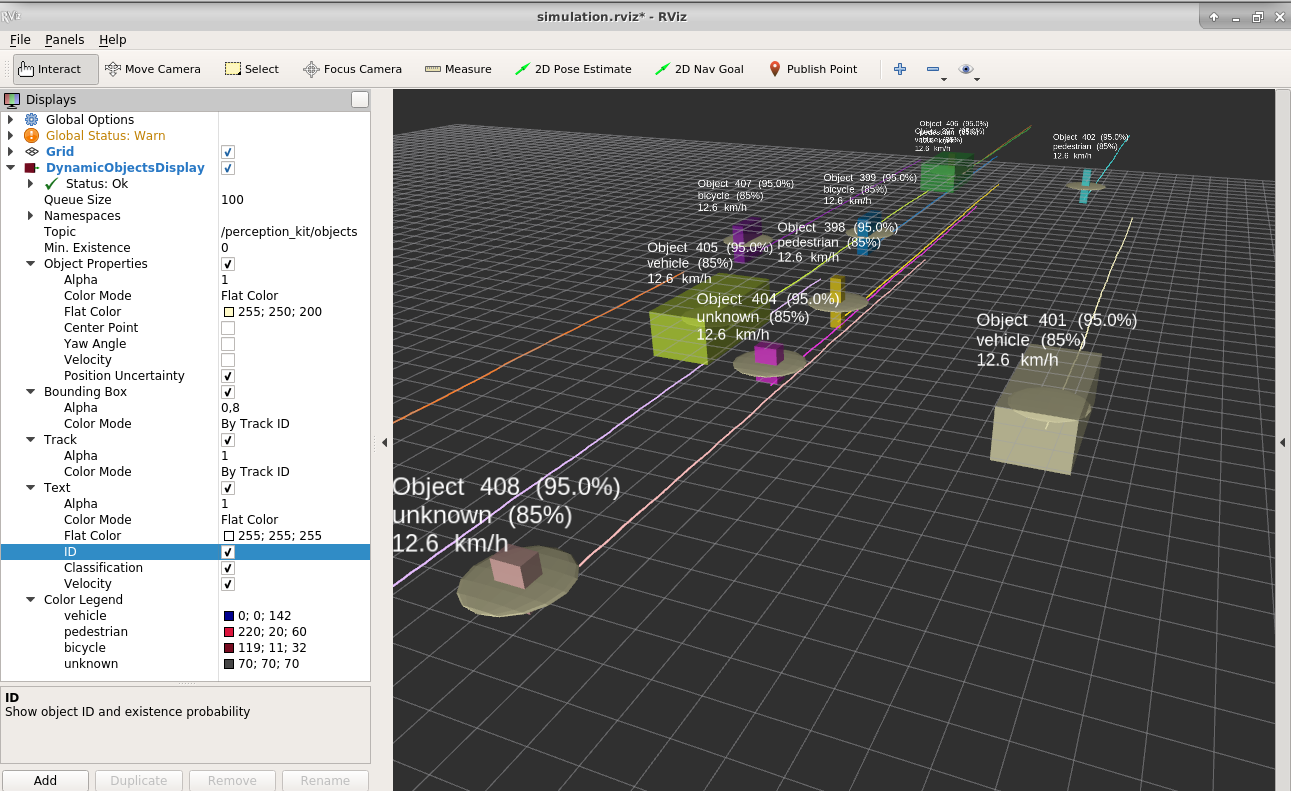 RViz
simulation.rviz* - RViz
File Panels Help
Interact Move Camera Select Focus Camera Measure 2D Pose Estimate 2D Nav Goal Publish Point
Displays
Global Options
Global Status: Warn
Grid
DynamicObjectsDisplay
Status: Ok
Queue Size 100
Namespaces
Topic /perception_kit/objects
Min. Existence 0
Object Properties
Alpha 1
Color Mode Flat Color
Flat Color 255; 250; 200
Center Point
Yaw Angle
Velocity
Position Uncertainty
Bounding Box
Alpha 0,8
Color Mode By Track ID
Track
Alpha 1
Color Mode By Track ID
Text
Alpha 1
Color Mode Flat Color
Flat Color 255; 255; 255
ID
Classification
Velocity
Color Legend
vehicle 0; 0; 142
pedestrian 220; 20; 60
bicycle 119; 11; 32
unknown 70; 70; 70
ID
Show object ID and existence probability
Add Duplicate Remove Rename
Object 406 (95.0%)
12.6 km/h
Object 402 (95.0%)
pedestrian (85%)
12.6 km/h
Object 407 (95.0%)
bicycle (85%)
12.6 km/h
Object 399 (95.0%)
bicycle (85%)
12.6 km/h
Object 398 (95.0%)
pedestrian (85%)
12.6 km/h
Object 405 (95.0%)
vehicle (85%)
12.6 km/h
Object 404 (95.0%)
unknown (85%)
12.6 km/h
Object 401 (95.0%)
vehicle (85%)
12.6 km/h
Object 408 (95.0%)
unknown (85%)
12.6 km/h